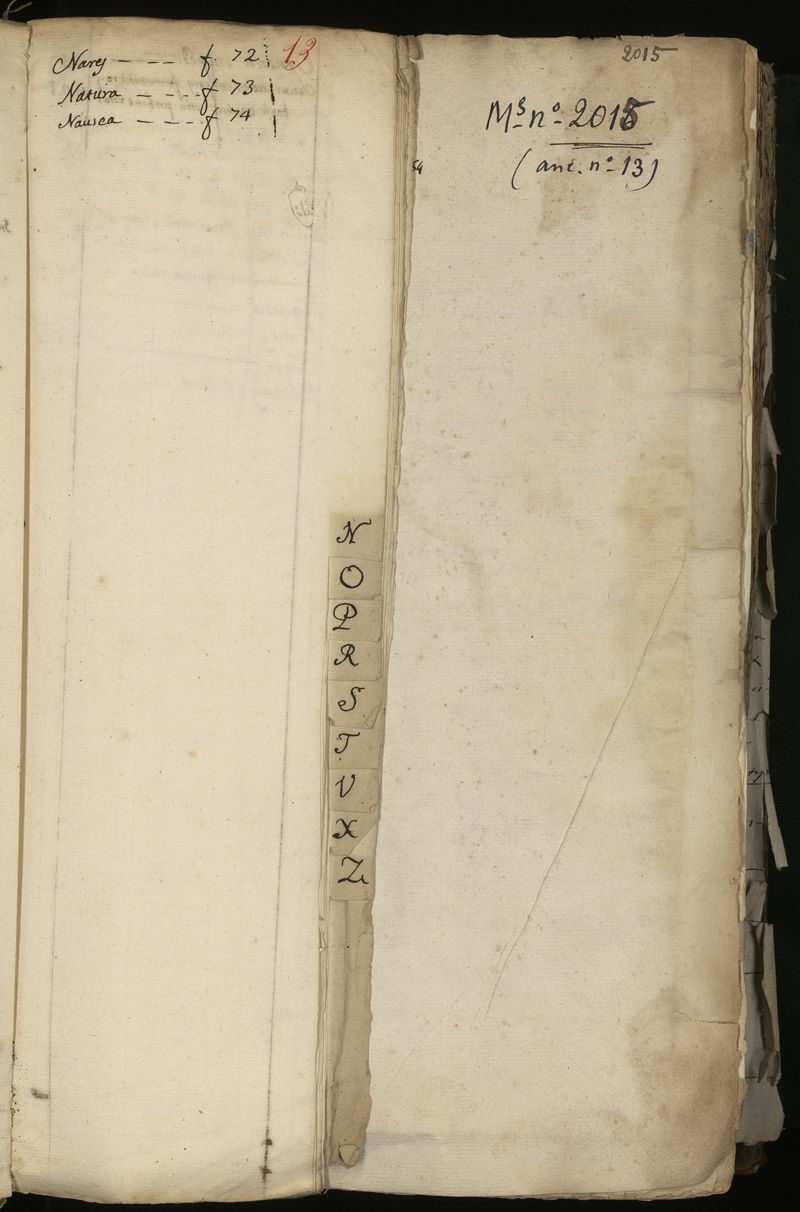 Nares - - - f 72
13
Natura - - - f 73
Nausea - - - f 74
N
O
P
R
S
T
V
X
Z
2015
Ms. no. 2015
(anc. no. 13)